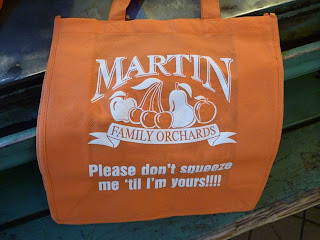 MARTIN
FAMILY ORCHARDS
Please don't squeeze
me 'til I'm yours!!!!